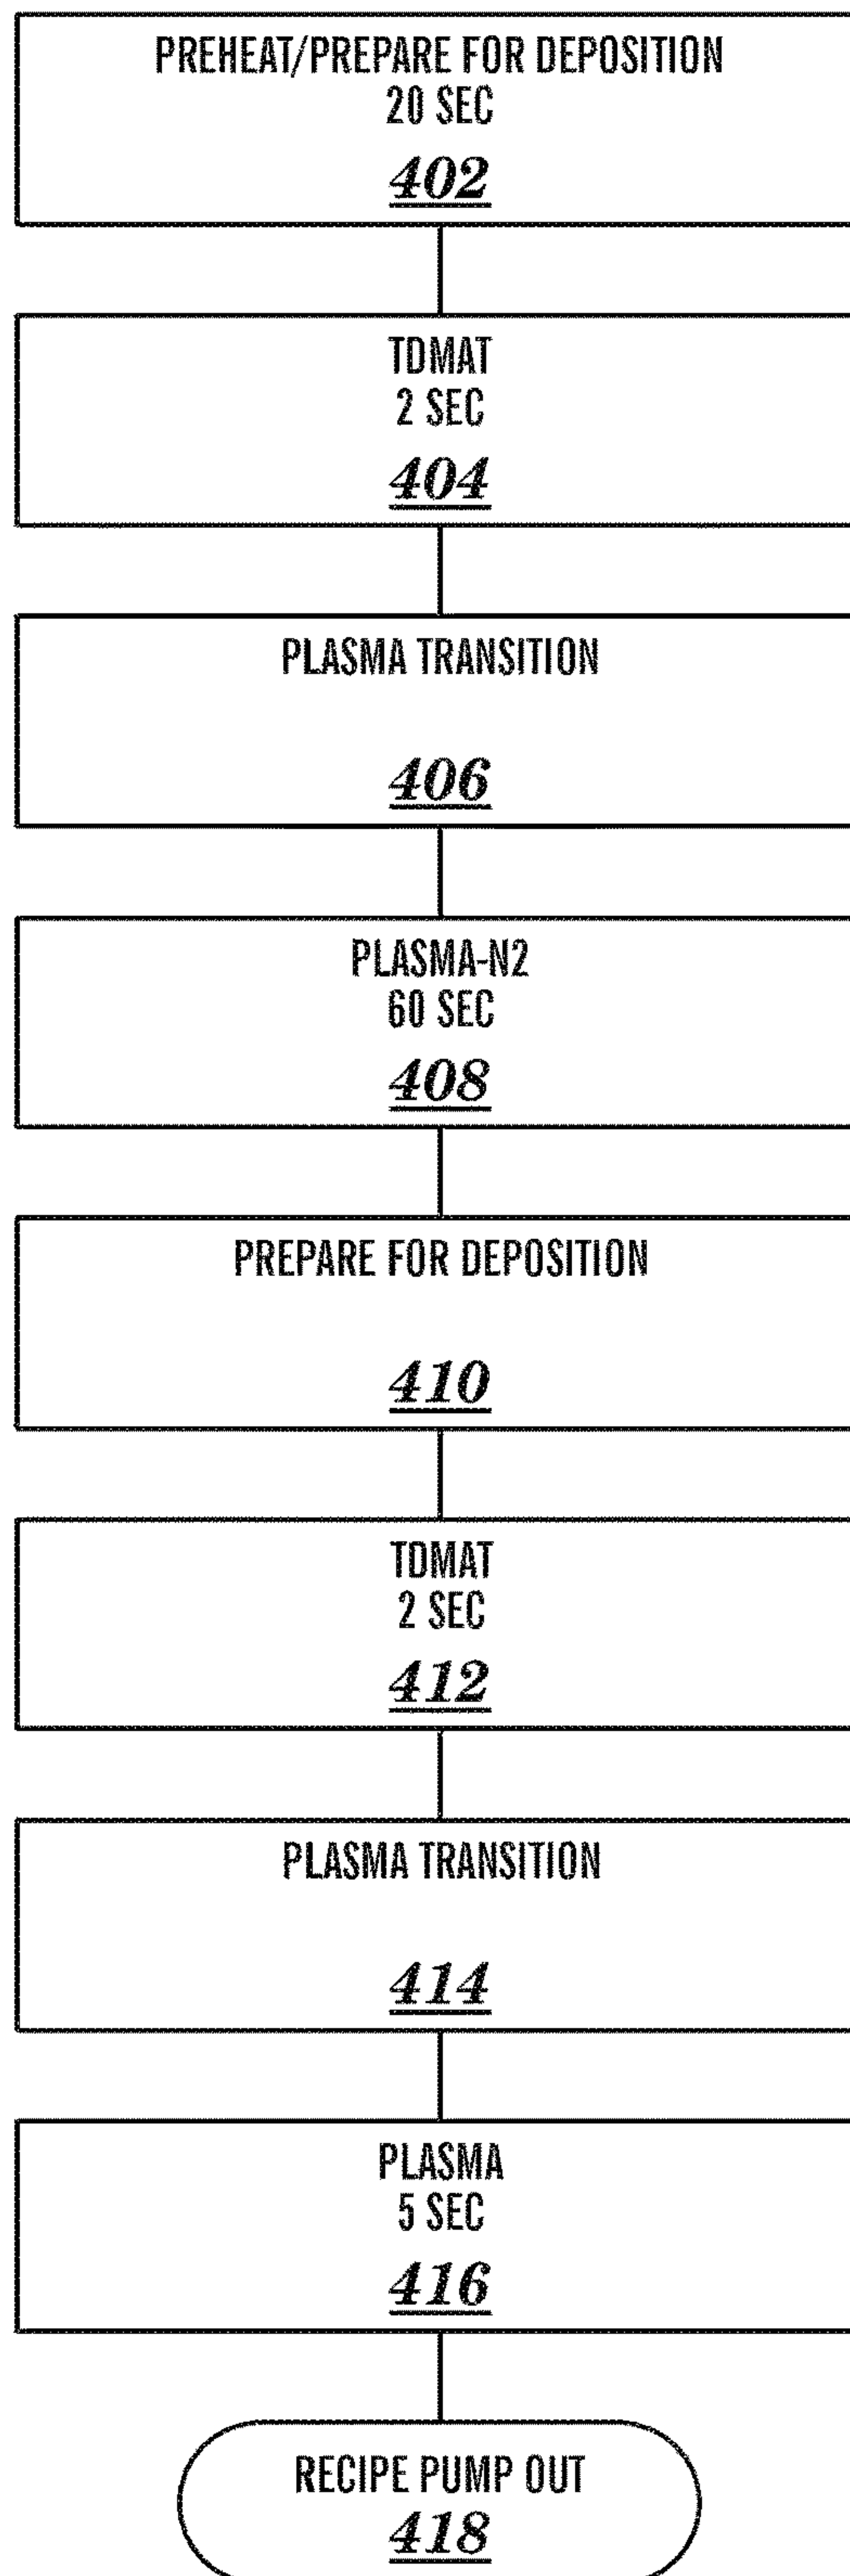 PREHEAT/PREPARE FOR DEPOSITION
20 SEC
402
TDMAT
2 SEC
404
PLASMA TRANSITION
406
PLASMA-N2
60 SEC
408
PREPARE FOR DEPOSITION
410
TDMAT
2 SEC
412
PLASMA TRANSITION
414
PLASMA
5 SEC
416
RECIPE PUMP OUT
418